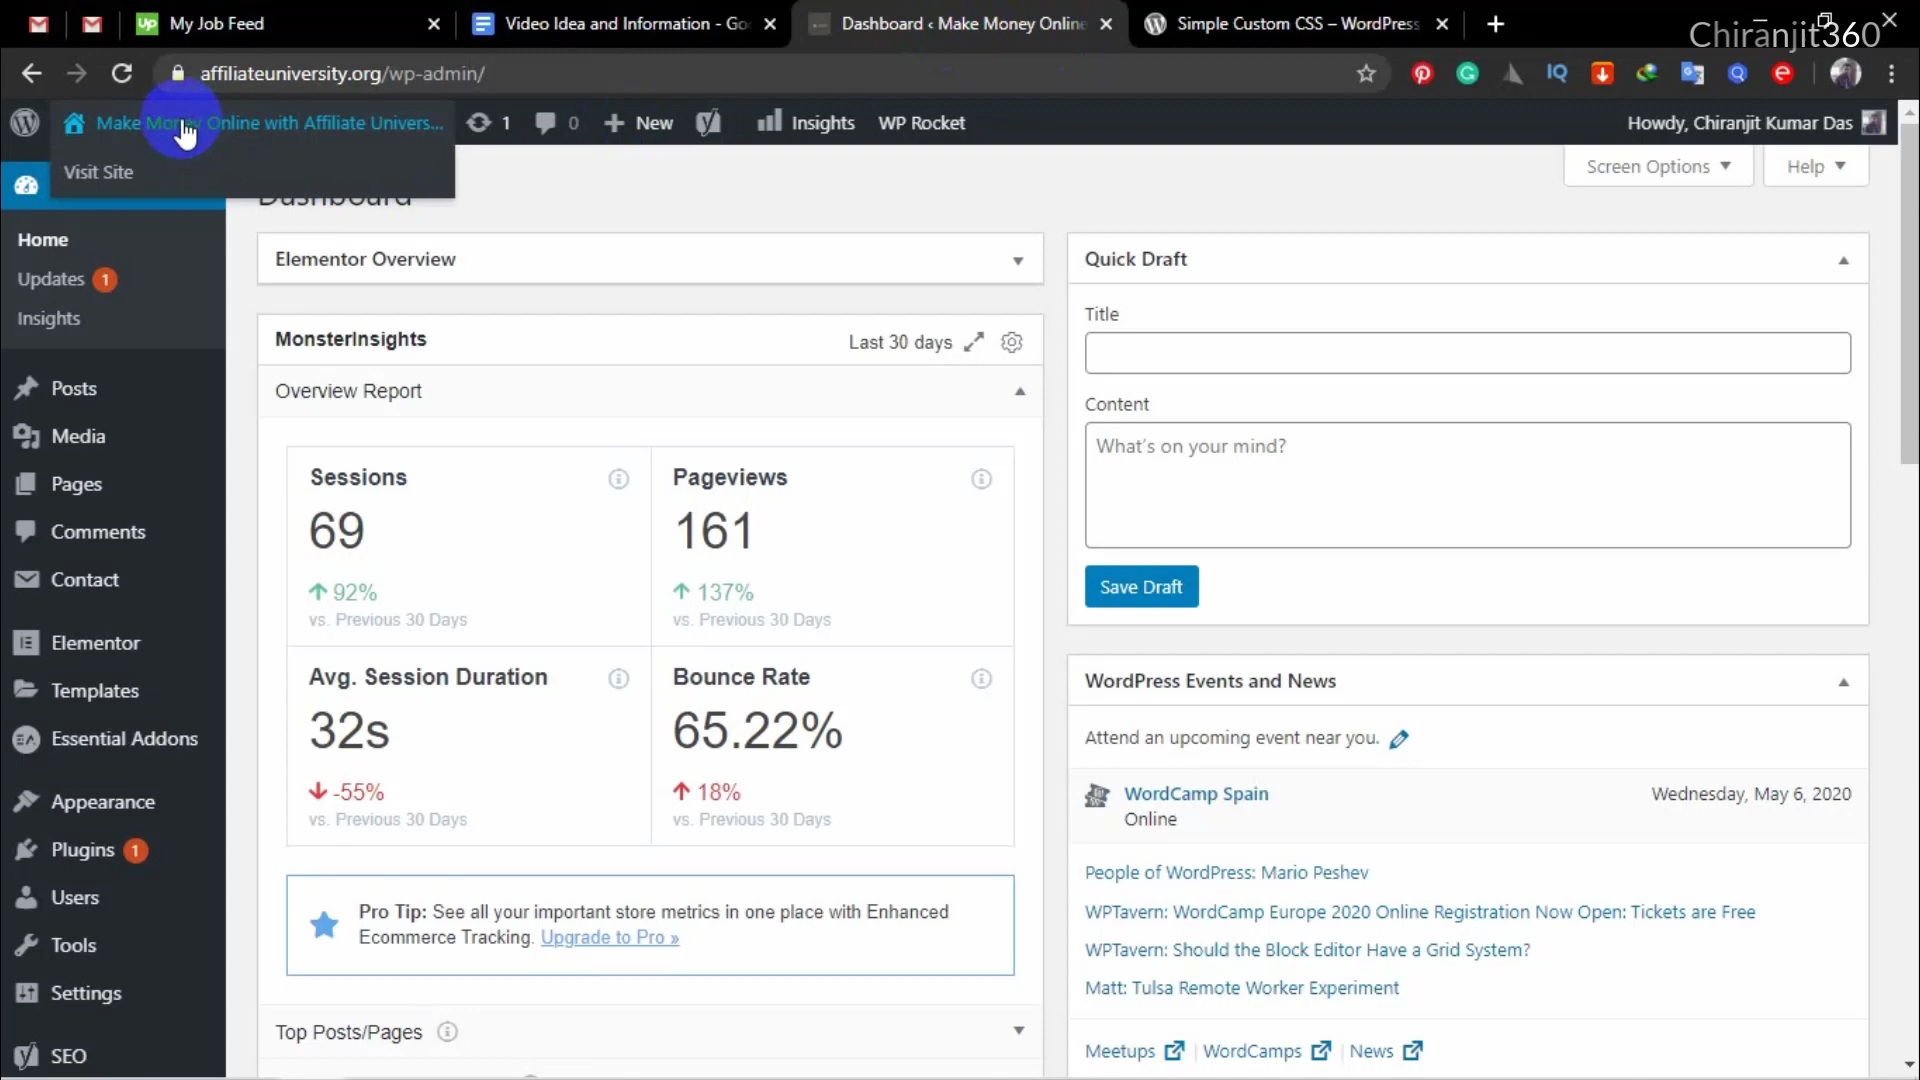 My Job Feed
Video Idea and Information - Go
Dashboard ‹ Make Money Online
Simple Custom CSS – WordPress
Chiranjit360
affiliateuniversity.org/wp-admin/
Make Money Online with Affiliate Univers...
1
0
New
Insights
WP Rocket
Howdy, Chiranjit Kumar Das
Visit Site
Screen Options
Help
Dashboard
Home
Updates 1
Insights
Posts
Media
Pages
Comments
Contact
Elementor
Templates
Essential Addons
Appearance
Plugins 1
Users
Tools
Settings
SEO
Elementor Overview
MonsterInsights
Last 30 days
Overview Report
Sessions
69
92%
vs. Previous 30 Days
Pageviews
161
137%
vs. Previous 30 Days
Avg. Session Duration
32s
-55%
vs. Previous 30 Days
Bounce Rate
65.22%
18%
vs. Previous 30 Days
Pro Tip: See all your important store metrics in one place with Enhanced
Ecommerce Tracking. Upgrade to Pro »
Top Posts/Pages
Quick Draft
Title
Content
What's on your mind?
Save Draft
WordPress Events and News
Attend an upcoming event near you.
WordCamp Spain
Wednesday, May 6, 2020
Online
People of WordPress: Mario Peshev
WPTavern: WordCamp Europe 2020 Online Registration Now Open: Tickets are Free
WPTavern: Should the Block Editor Have a Grid System?
Matt: Tulsa Remote Worker Experiment
Meetups | WordCamps | News